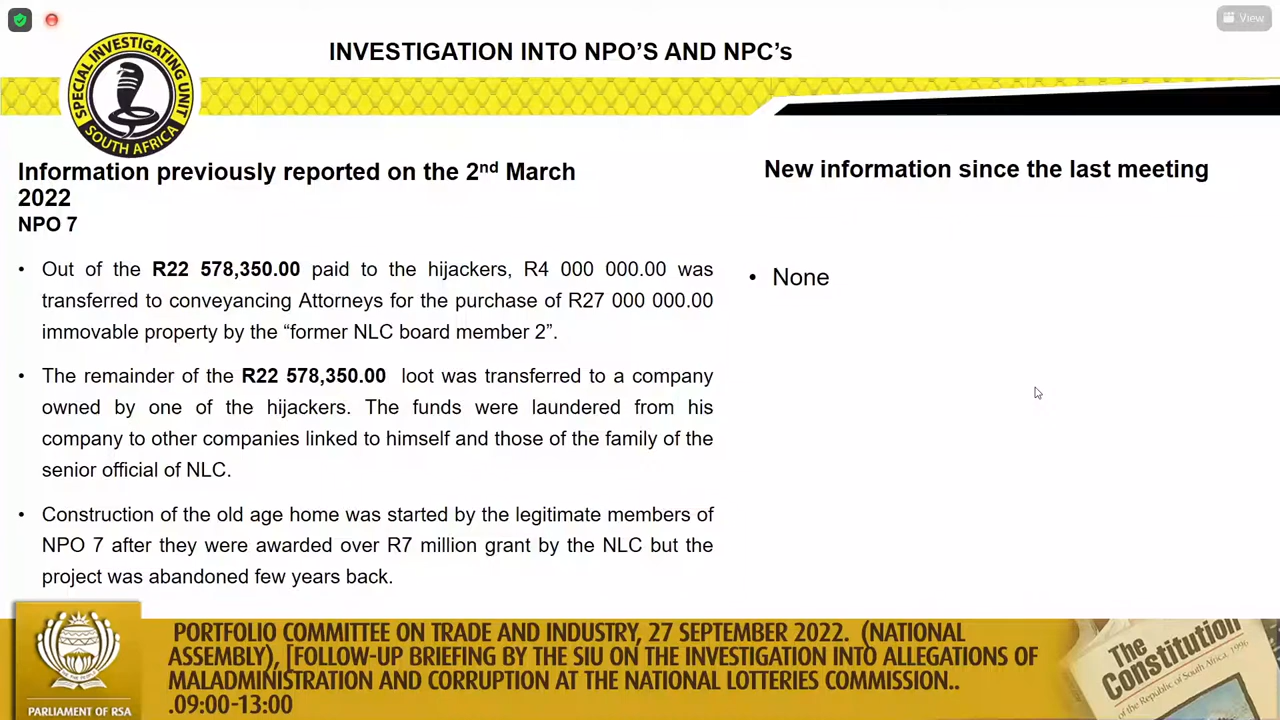 View
INVESTIGATION INTO NPO'S AND NPC's
SPECIAL INVESTIGATING UNIT
SOUTH AFRICA
Information previously reported on the 2nd March
2022
NPO 7
• Out of the R22 578,350.00 paid to the hijackers, R4 000 000.00 was
transferred to conveyancing Attorneys for the purchase of R27 000 000.00
immovable property by the “former NLC board member 2”.
• The remainder of the R22 578,350.00 loot was transferred to a company
owned by one of the hijackers. The funds were laundered from his
company to other companies linked to himself and those of the family of the
senior official of NLC.
• Construction of the old age home was started by the legitimate members of
NPO 7 after they were awarded over R7 million grant by the NLC but the
project was abandoned few years back.
New information since the last meeting
• None
PARLIAMENT OF RSA
PORTFOLIO COMMITTEE ON TRADE AND INDUSTRY, 27 SEPTEMBER 2022. (NATIONAL
ASSEMBLY), [FOLLOW-UP BRIEFING BY THE SIU ON THE INVESTIGATION INTO ALLEGATIONS OF
MALADMINISTRATION AND CORRUPTION AT THE NATIONAL LOTTERIES COMMISSION..
.09:00-13:00
The
Constitution
of the Republic of South Africa, 1996